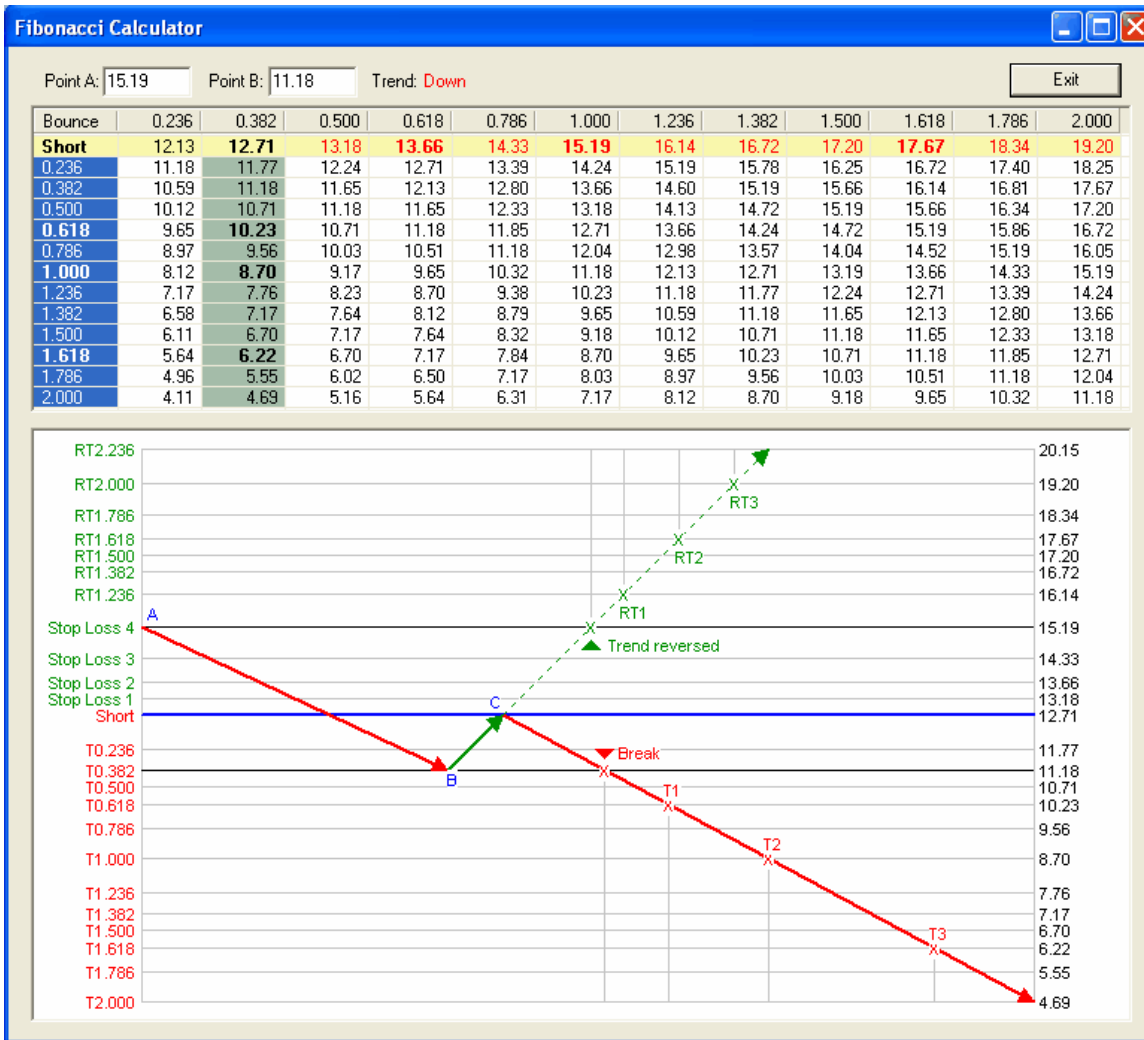 Fibonacci Calculator
Point A: 15.19 Point B: 11.18 Trend: Down Exit
Bounce 0.236 0.382 0.500 0.618 0.786 1.000 1.236 1.382 1.500 1.618 1.786 2.000
Short 12.13 12.71 13.18 13.66 14.33 15.19 16.14 16.72 17.20 17.67 18.34 19.20
0.236 11.18 11.77 12.24 12.71 13.39 14.24 15.19 15.78 16.25 16.72 17.40 18.25
0.382 10.59 11.18 11.65 12.13 12.80 13.66 14.60 15.19 15.66 16.14 16.81 17.67
0.500 10.12 10.71 11.18 11.65 12.33 13.18 14.13 14.72 15.19 15.66 16.34 17.20
0.618 9.65 10.23 10.71 11.18 11.85 12.71 13.66 14.24 14.72 15.19 15.86 16.72
0.786 8.97 9.56 10.03 10.51 11.18 12.04 12.98 13.57 14.04 14.52 15.19 16.05
1.000 8.12 8.70 9.17 9.65 10.32 11.18 12.13 12.71 13.19 13.66 14.33 15.19
1.236 7.17 7.76 8.23 8.70 9.38 10.23 11.18 11.77 12.24 12.71 13.39 14.24
1.382 6.58 7.17 7.64 8.12 8.79 9.65 10.59 11.18 11.65 12.13 12.80 13.66
1.500 6.11 6.70 7.17 7.64 8.32 9.18 10.12 10.71 11.18 11.65 12.33 13.18
1.618 5.64 6.22 6.70 7.17 7.84 8.70 9.65 10.23 10.71 11.18 11.85 12.71
1.786 4.96 5.55 6.02 6.50 7.17 8.03 8.97 9.56 10.03 10.51 11.18 12.04
2.000 4.11 4.69 5.16 5.64 6.31 7.17 8.12 8.70 9.18 9.65 10.32 11.18
RT2.236 20.15
RT2.000 19.20
RT3
RT1.786 18.34
RT1.618 17.67
RT1.500 RT2 17.20
RT1.382 16.72
RT1.236 16.14
A RT1
Stop Loss 4 15.19
Trend reversed
Stop Loss 3 14.33
Stop Loss 2 13.66
Stop Loss 1 C 13.18
Short 12.71
T0.236 Break 11.77
T0.382 11.18
T0.500 B T1 10.71
T0.618 10.23
T0.786 9.56
T2
T1.000 8.70
T1.236 7.76
T1.382 7.17
T1.500 T3 6.70
T1.618 6.22
T1.786 5.55
T2.000 4.69